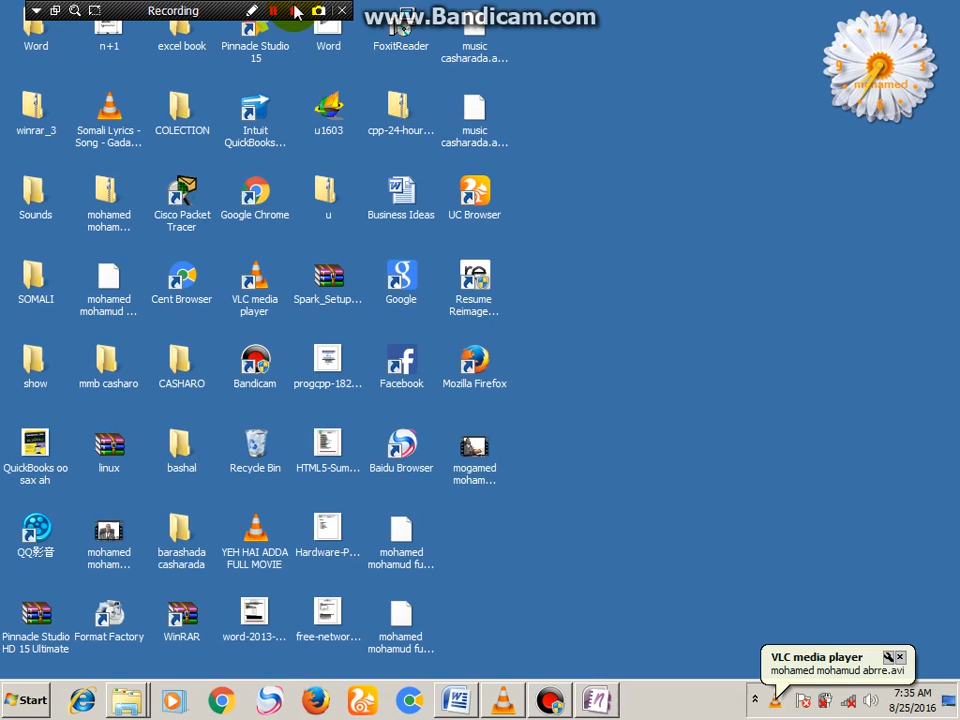 Recording
www.Bandicam.com
Word
n+1
excel book
Pinnacle Studio
15
Word
FoxitReader
music
casharada.a...
12
3
9
6
mohamed
winrar_3
Somali Lyrics -
Song - Gada...
COLECTION
Intuit
QuickBooks...
u1603
cpp-24-hour...
music
casharada.a...
Sounds
mohamed
moham...
Cisco Packet
Tracer
Google Chrome
u
Business Ideas
UC Browser
SOMALI
mohamed
mohamud ...
Cent Browser
VLC media
player
Spark_Setup...
Google
re
Resume
Reimage...
show
mmb casharo
CASHARO
Bandicam
progcpp-182...
Facebook
Mozilla Firefox
QuickBooks oo
sax ah
linux
bashal
Recycle Bin
HTML5-Sum...
Baidu Browser
mogamed
moham...
QQ影音
mohamed
moham...
barashada
casharada
YEH HAI ADDA
FULL MOVIE
Hardware-P...
mohamed
mohamud fu...
Pinnacle Studio
HD 15 Ultimate
Format Factory
WinRAR
word-2013-...
free-networ...
mohamed
mohamud fu...
VLC media player
mohamed mohamud abrre.avi
Start
7:35 AM
8/25/2016